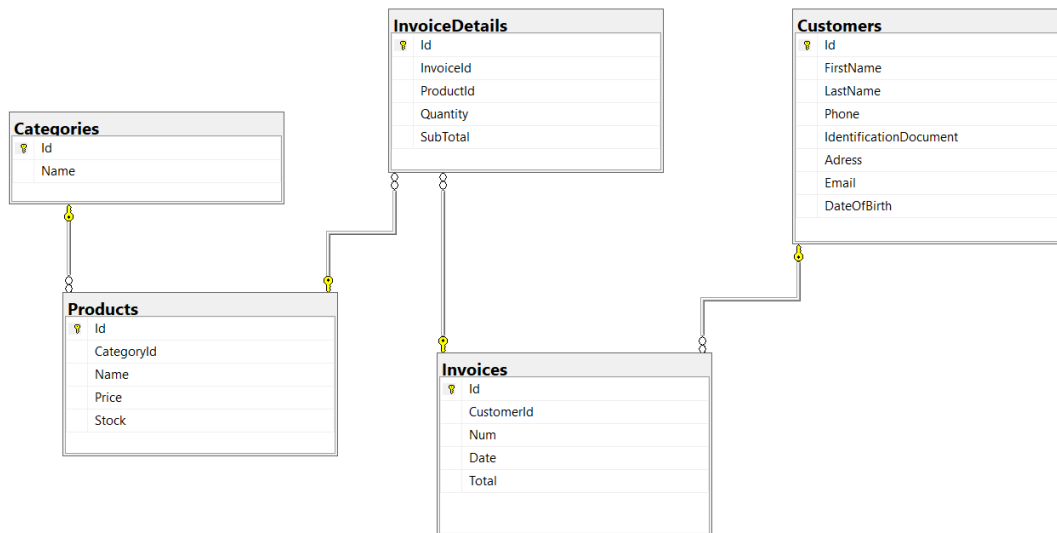 InvoiceDetails
Id
InvoiceId
ProductId
Quantity
SubTotal
Customers
Id
FirstName
LastName
Phone
IdentificationDocument
Adress
Email
DateOfBirth
Categories
Id
Name
Products
Id
CategoryId
Name
Price
Stock
Invoices
Id
CustomerId
Num
Date
Total